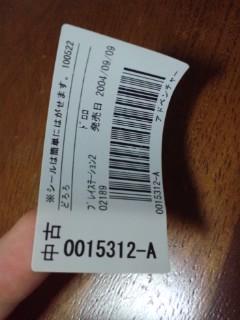 ※シールは簡単にはがせます。 100522
どろろ
ドロロ
発売日 2004/09/09
プレイステーション2
02189
アドベンチャー
0015312-A
中古 0015312-A